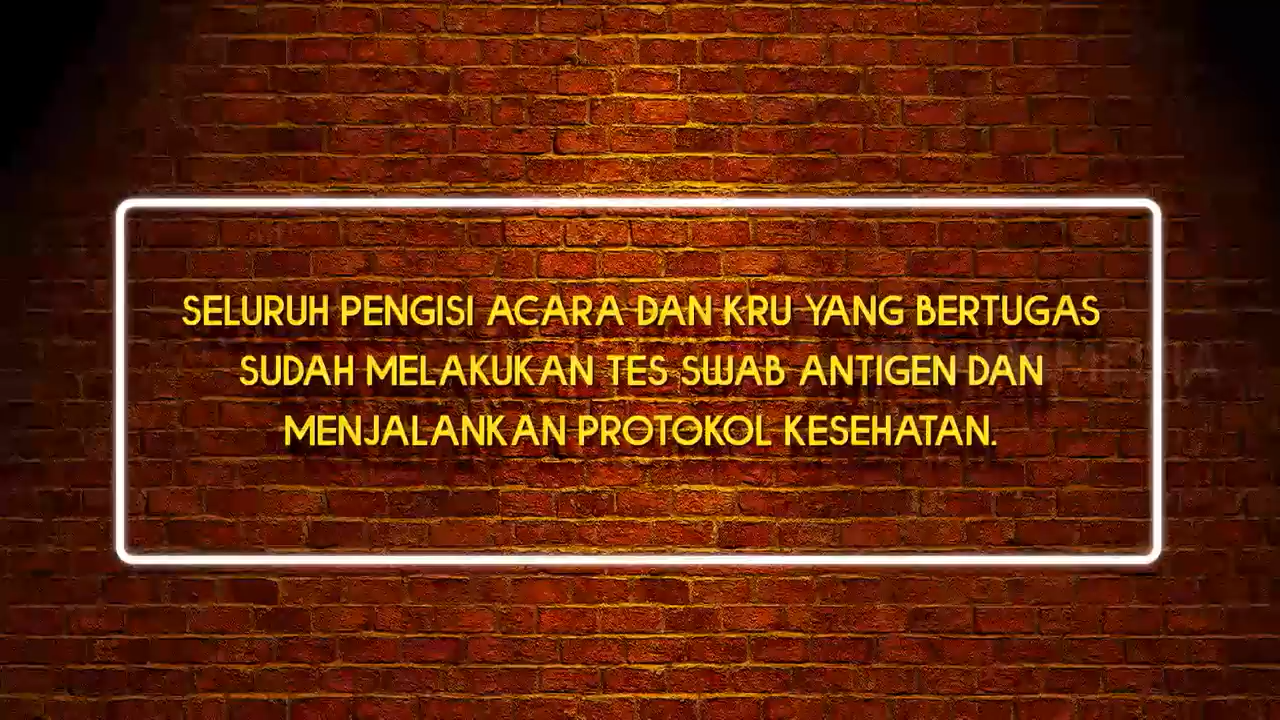 SELURUH PENGISI ACARA DAN KRU YANG BERTUGAS
SUDAH MELAKUKAN TES SWAB ANTIGEN DAN
MENJALANKAN PROTOKOL KESEHATAN.